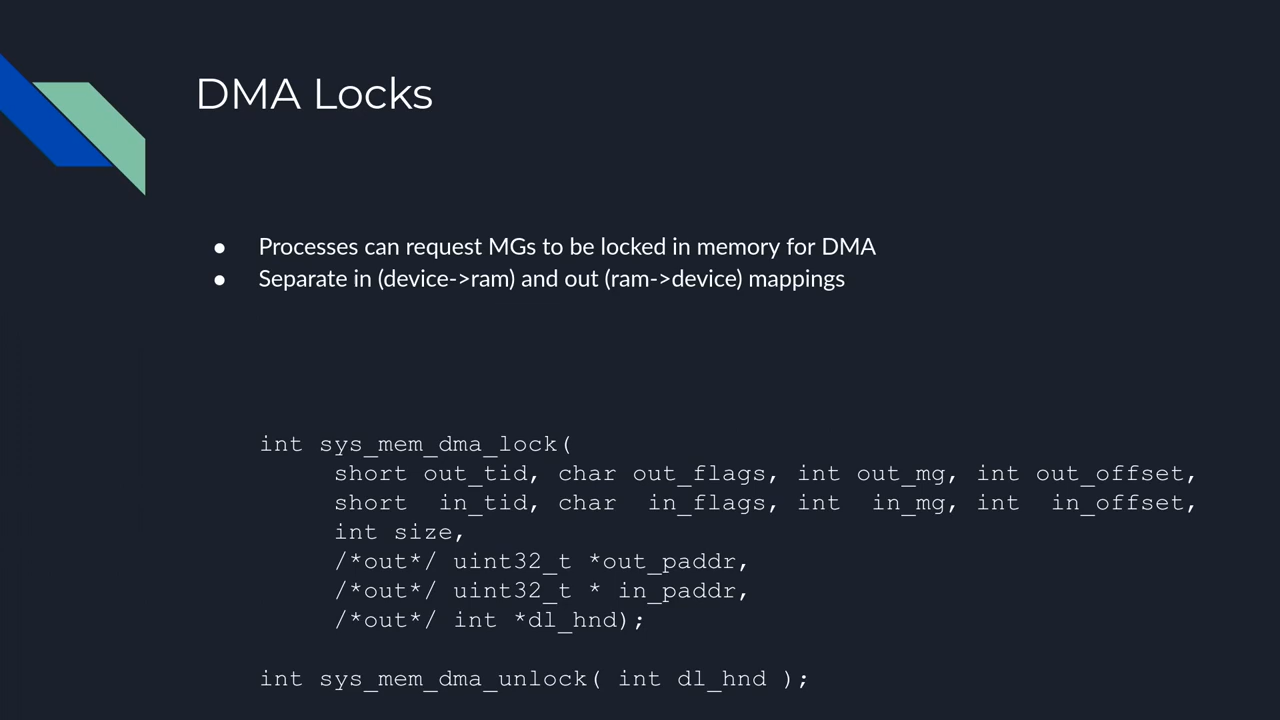 DMA Locks
● Processes can request MGs to be locked in memory for DMA
● Separate in (device->ram) and out (ram->device) mappings
int sys_mem_dma_lock(
     short out_tid, char out_flags, int out_mg, int out_offset,
     short  in_tid, char  in_flags, int  in_mg, int  in_offset,
     int size,
     /*out*/ uint32_t *out_paddr,
     /*out*/ uint32_t * in_paddr,
     /*out*/ int *dl_hnd);
int sys_mem_dma_unlock( int dl_hnd );